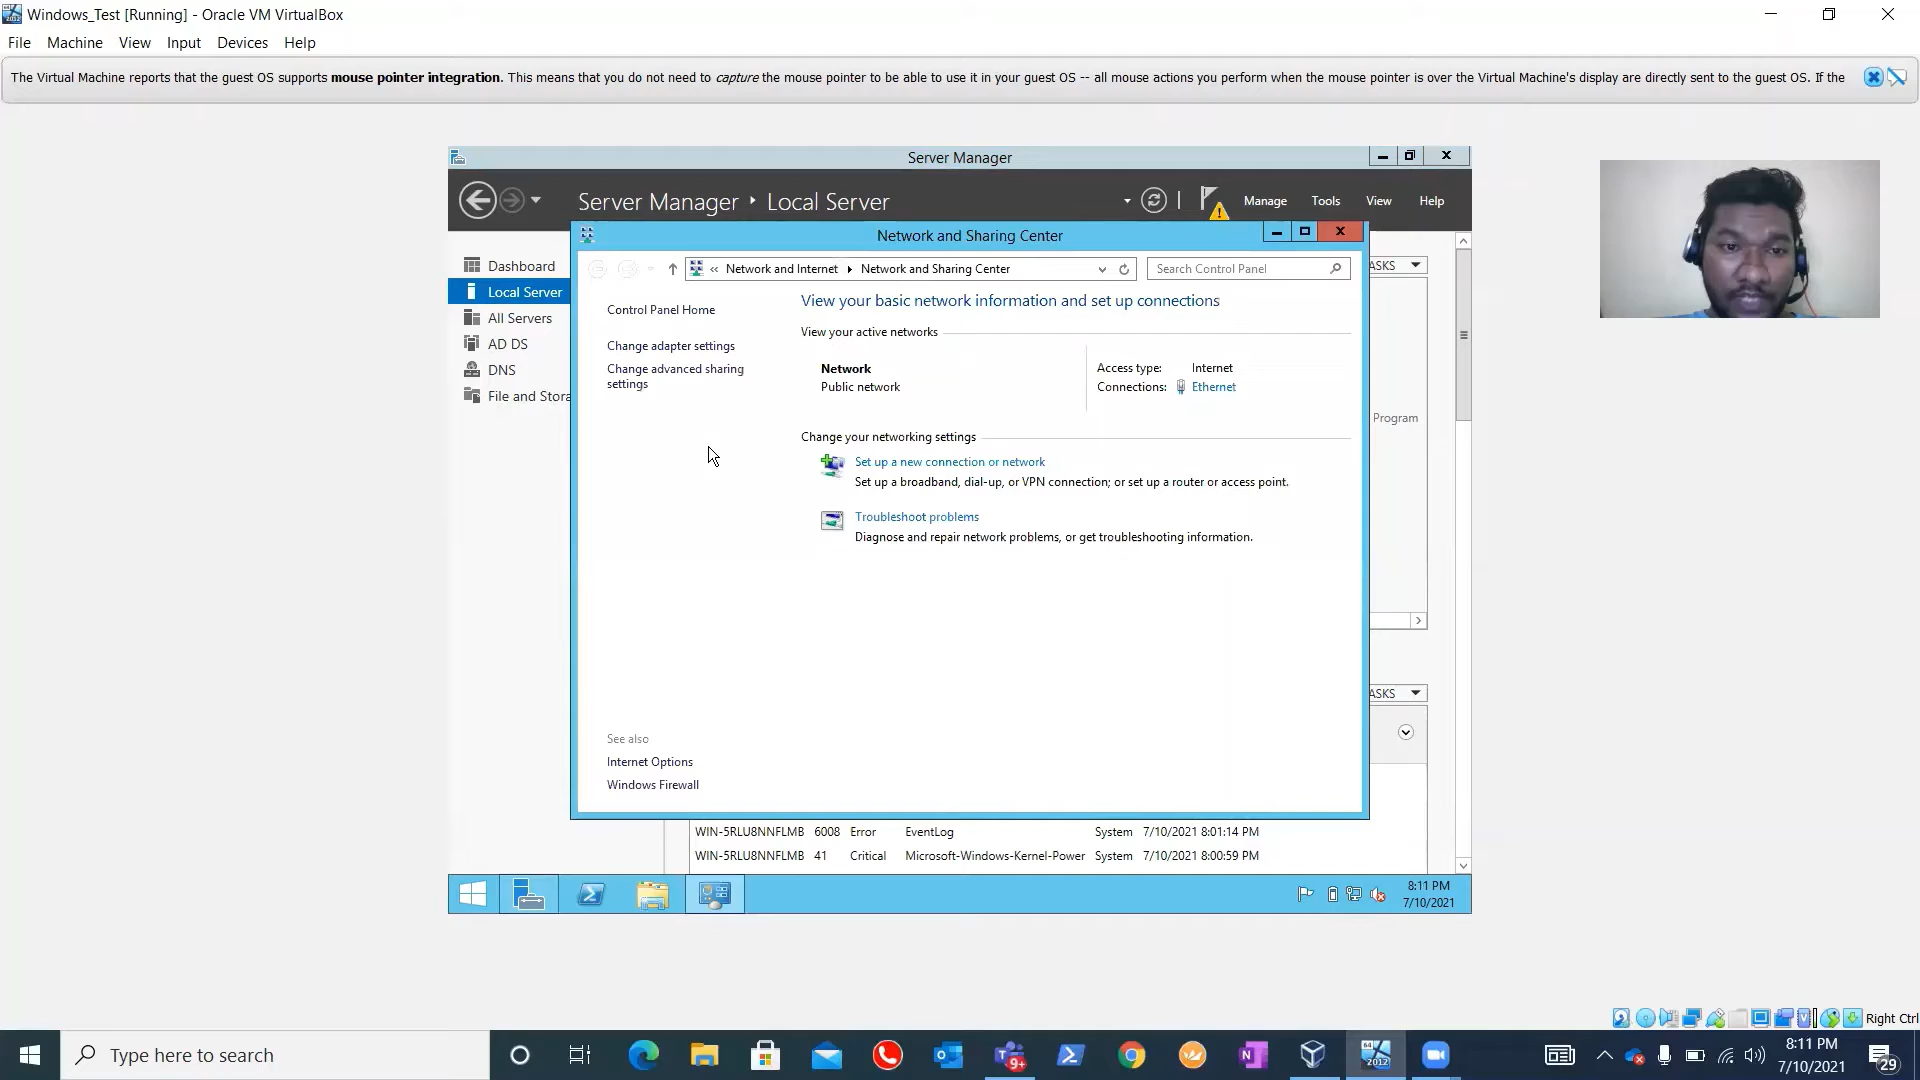 Windows_Test [Running] - Oracle VM VirtualBox
File Machine View Input Devices Help
The Virtual Machine reports that the guest OS supports mouse pointer integration. This means that you do not need to capture the mouse pointer to be able to use it in your guest OS -- all mouse actions you perform when the mouse pointer is over the Virtual Machine's display are directly sent to the guest OS. If the
Server Manager
Server Manager Local Server
Manage Tools View Help
Network and Sharing Center
Dashboard
Local Server
All Servers
AD DS
DNS
File and Stora
« Network and Internet Network and Sharing Center
Search Control Panel
ASKS
Control Panel Home
Change adapter settings
Change advanced sharing
settings
View your basic network information and set up connections
View your active networks
Network
Public network
Access type: Internet
Connections: Ethernet
Program
Change your networking settings
Set up a new connection or network
Set up a broadband, dial-up, or VPN connection; or set up a router or access point.
Troubleshoot problems
Diagnose and repair network problems, or get troubleshooting information.
ASKS
See also
Internet Options
Windows Firewall
WIN-5RLU8NNFLMB 6008 Error EventLog System 7/10/2021 8:01:14 PM
WIN-5RLU8NNFLMB 41 Critical Microsoft-Windows-Kernel-Power System 7/10/2021 8:00:59 PM
8:11 PM
7/10/2021
Right Ctrl
Type here to search
9+
64
2012
8:11 PM
7/10/2021
29